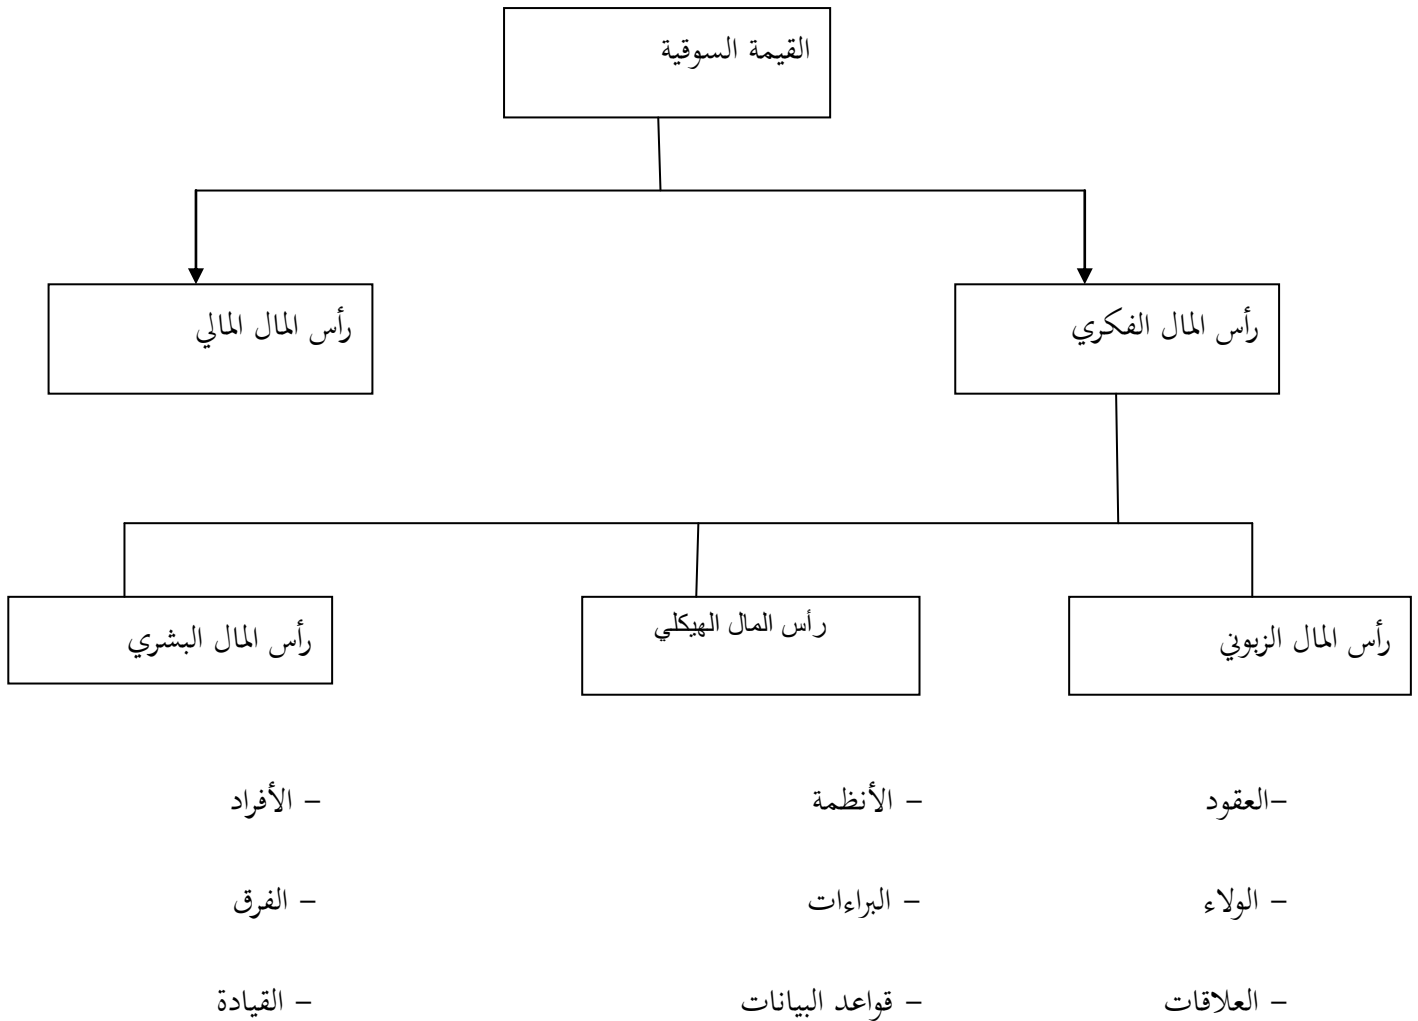 القيمة السوقية
رأس المال الفكري
رأس المال المالي
رأس المال الزبوني
رأس المال الهيكلي
رأس المال البشري
–العقود
– الأنظمة
– الأفراد
– الولاء
– البراءات
– الفرق
– العلاقات
– قواعد البيانات
– القيادة